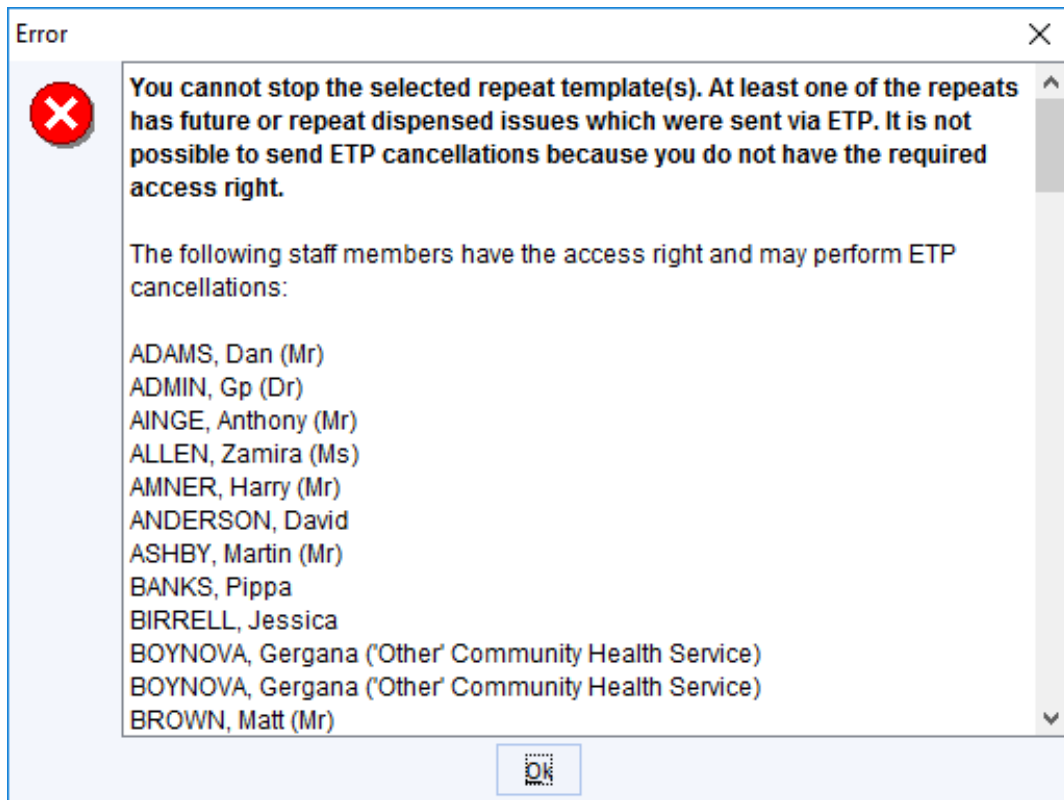 Error
You cannot stop the selected repeat template(s). At least one of the repeats
has future or repeat dispensed issues which were sent via ETP. It is not
possible to send ETP cancellations because you do not have the required
access right.
The following staff members have the access right and may perform ETP
cancellations:
ADAMS, Dan (Mr)
ADMIN, Gp (Dr)
AINGE, Anthony (Mr)
ALLEN, Zamira (Ms)
AMNER, Harry (Mr)
ANDERSON, David
ASHBY, Martin (Mr)
BANKS, Pippa
BIRRELL, Jessica
BOYNOVA, Gergana ('Other' Community Health Service)
BOYNOVA, Gergana ('Other' Community Health Service)
BROWN, Matt (Mr)
Ok